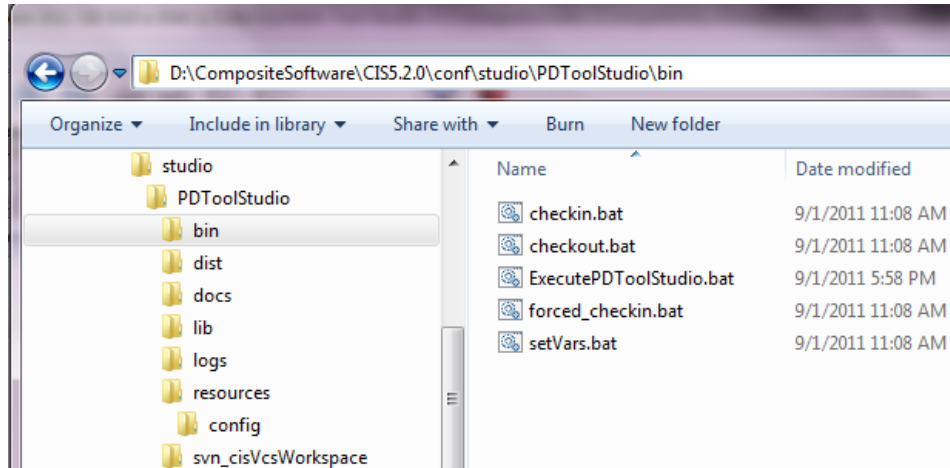 D:\CompositeSoftware\CIS5.2.0\conf\studio\PDToolStudio\bin
Organize Include in library Share with Burn New folder
studio
PDToolStudio
bin
dist
docs
lib
logs
resources
config
svn_cisVcsWorkspace
Name Date modified
checkin.bat 9/1/2011 11:08 AM
checkout.bat 9/1/2011 11:08 AM
ExecutePDToolStudio.bat 9/1/2011 5:58 PM
forced_checkin.bat 9/1/2011 11:08 AM
setVars.bat 9/1/2011 11:08 AM